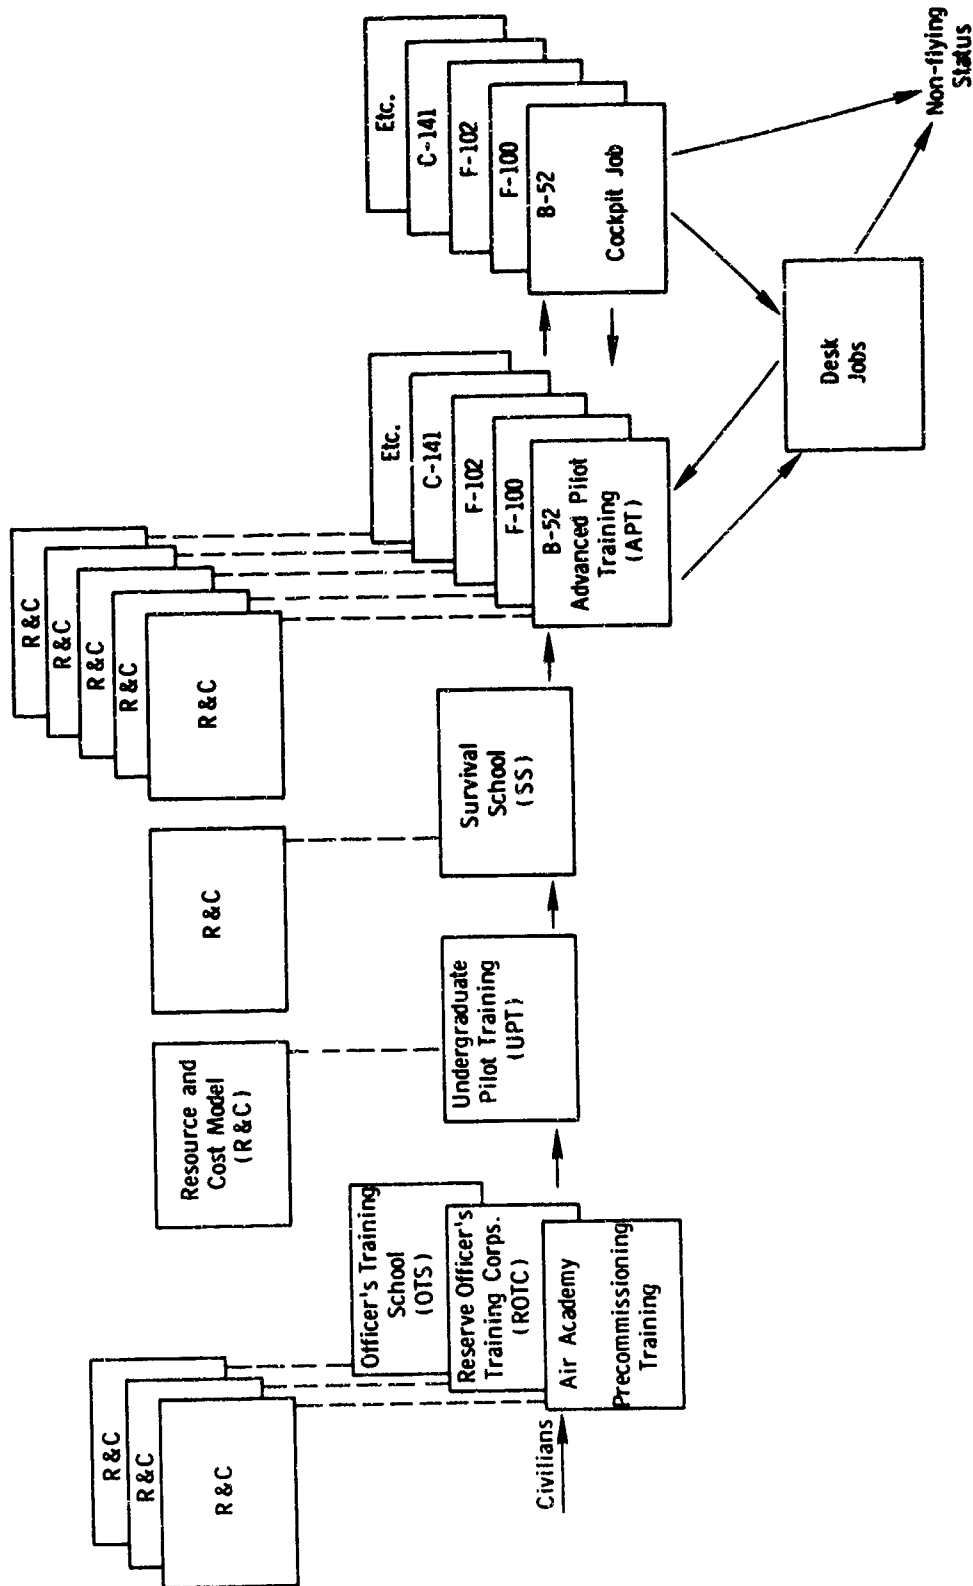 R&C
R&C
R&C
Resource and
Cost Model
(R&C)
R&C
R&C
R&C
R&C
R&C
R&C
Civilians
Officer's Training
School
(OTS)
Reserve Officer's
Training Corps.
(ROTC)
Air Academy
Precommissioning
Training
Undergraduate
Pilot Training
(UPT)
Survival
School
(SS)
Etc.
C-141
F-102
F-100
B-52
Advanced Pilot
Training
(APT)
Etc.
C-141
F-102
F-100
B-52
Cockpit Job
Desk
Jobs
Non-flying
Status